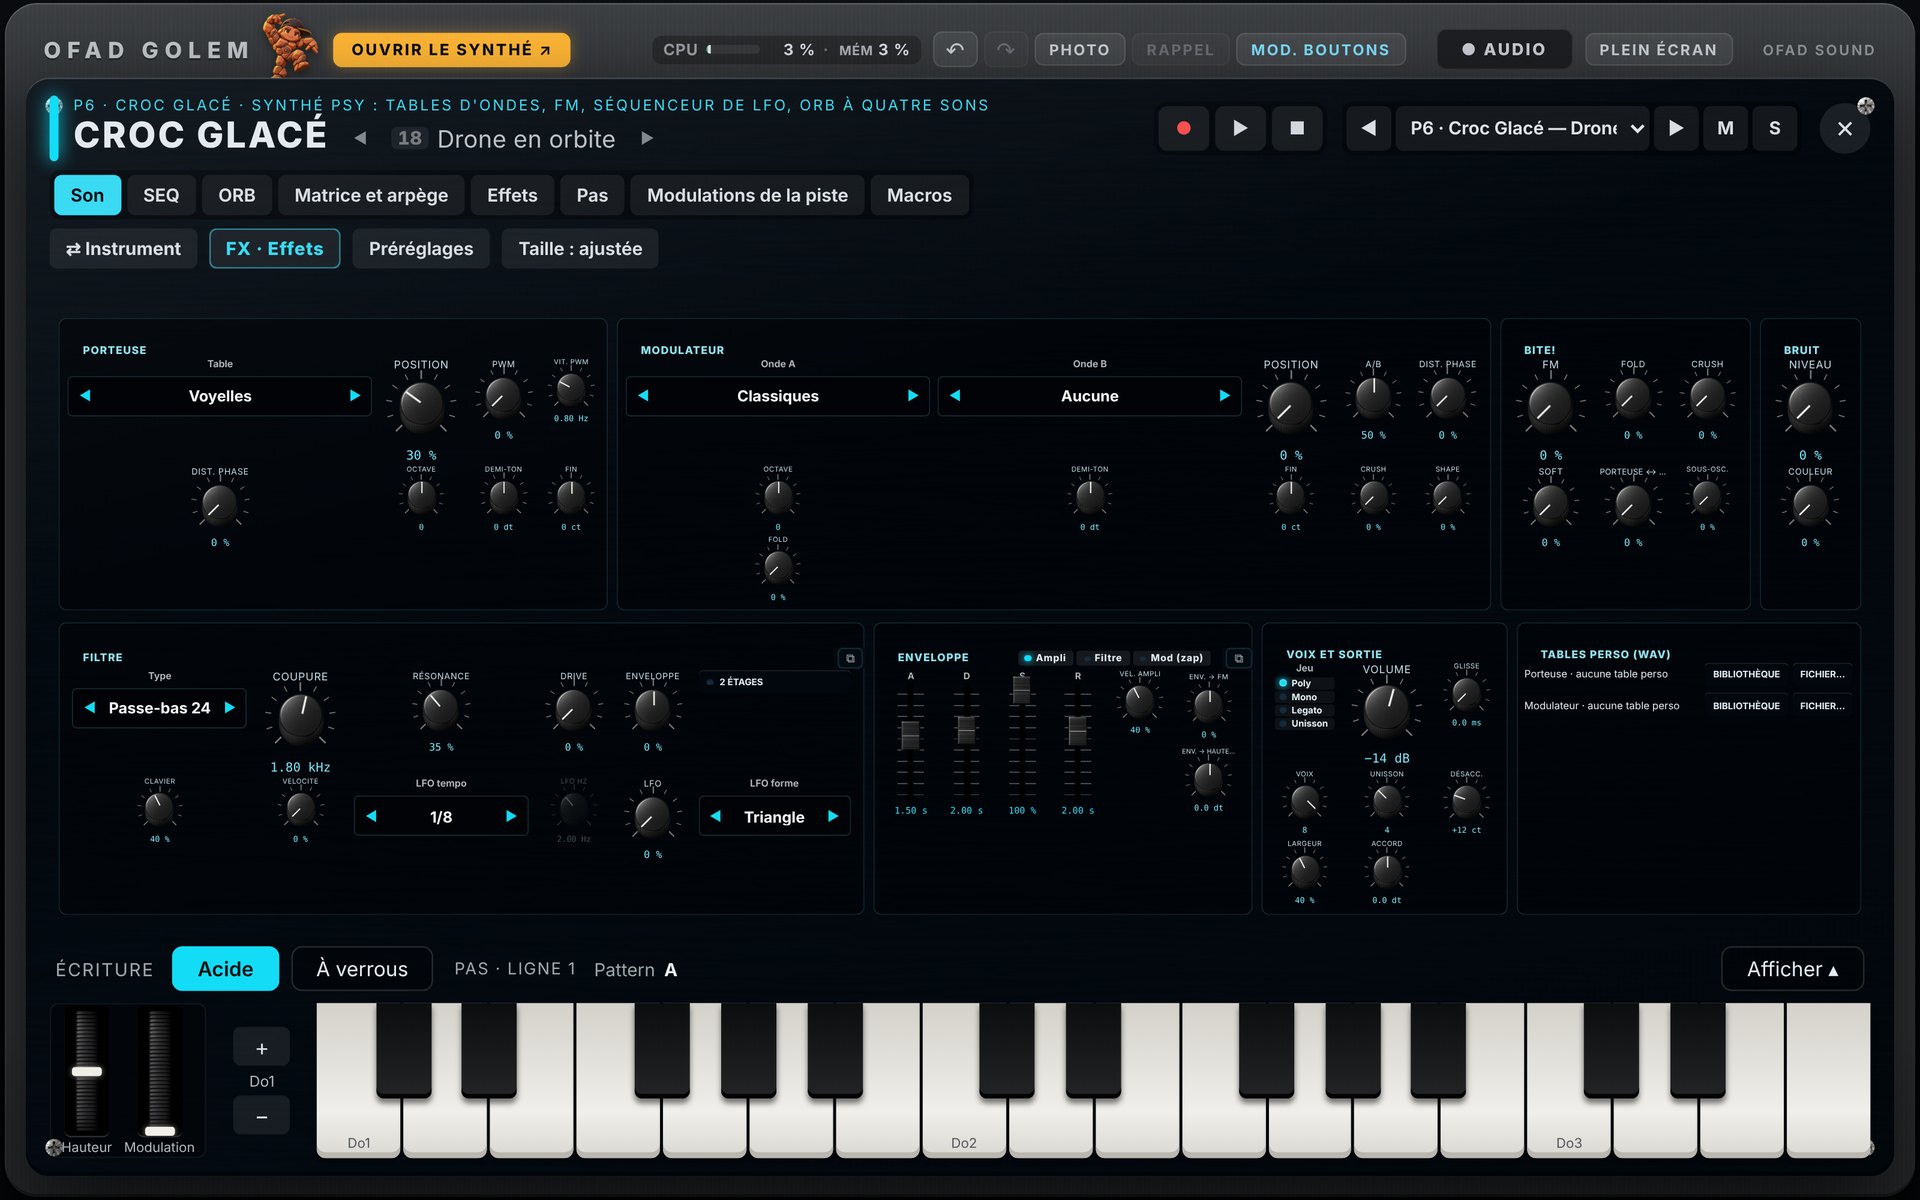 OFAD GOLEM
OUVRIR LE SYNTHÉ ↗
CPU 3 % · MÉM 3 %
PHOTO
RAPPEL
MOD. BOUTONS
AUDIO
PLEIN ÉCRAN
OFAD SOUND
P6 · CROC GLACÉ · SYNTHÉ PSY : TABLES D'ONDES, FM, SÉQUENCEUR DE LFO, ORB À QUATRE SONS
CROC GLACÉ
18 Drone en orbite
P6 · Croc Glacé — Drone
M
S
Son
SEQ
ORB
Matrice et arpège
Effets
Pas
Modulations de la piste
Macros
⇄ Instrument
FX · Effets
Préréglages
Taille : ajustée
PORTEUSE
Table
Voyelles
POSITION
30 %
PWM
0 %
VIT. PWM
0.80 Hz
DIST. PHASE
0 %
OCTAVE
0
DEMI-TON
0 dt
FIN
0 ct
MODULATEUR
Onde A
Classiques
Onde B
Aucune
POSITION
0 %
A/B
50 %
DIST. PHASE
0 %
OCTAVE
0
DEMI-TON
0 dt
FIN
0 ct
CRUSH
0 %
SHAPE
0 %
FOLD
0 %
BITE!
FM
0 %
FOLD
0 %
CRUSH
0 %
SOFT
0 %
PORTEUSE ↔ ...
0 %
SOUS-OSC.
0 %
BRUIT
NIVEAU
0 %
COULEUR
0 %
FILTRE
Type
Passe-bas 24
COUPURE
1.80 kHz
RÉSONANCE
35 %
DRIVE
0 %
ENVELOPPE
0 %
2 ÉTAGES
CLAVIER
40 %
VELOCITE
0 %
LFO tempo
1/8
LFO HZ
2.00 Hz
LFO
0 %
LFO forme
Triangle
ENVELOPPE
Ampli
Filtre
Mod (zap)
A
D
S
R
1.50 s
2.00 s
100 %
2.00 s
VEL. AMPLI
40 %
ENV. → FM
0 %
ENV. → HAUTE...
0.0 dt
VOIX ET SORTIE
Jeu
Poly
Mono
Legato
Unisson
VOLUME
−14 dB
GLISSE
0.0 ms
VOIX
8
UNISSON
4
DESACC.
+12 ct
LARGEUR
40 %
ACCORD
0.0 dt
TABLES PERSO (WAV)
Porteuse · aucune table perso
BIBLIOTHÈQUE
FICHIER...
Modulateur · aucune table perso
BIBLIOTHÈQUE
FICHIER...
ÉCRITURE
Acide
À verrous
PAS · LIGNE 1
Pattern A
Afficher ▴
+
Do1
−
Hauteur
Modulation
Do1
Do2
Do3